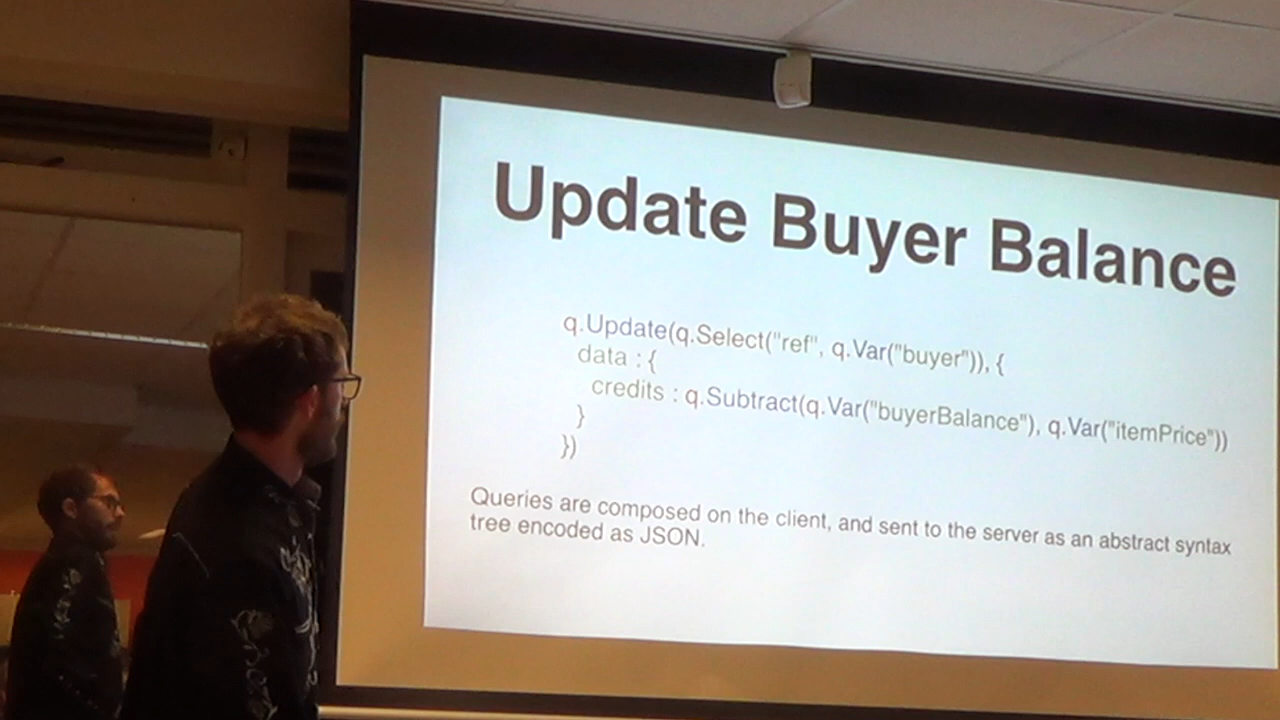 Update Buyer Balance
q.Update(q.Select("ref", q.Var("buyer")), {
data : {
credits : q.Subtract(q.Var("buyerBalance"), q.Var("itemPrice"))
}
})
Queries are composed on the client, and sent to the server as an abstract syntax
tree encoded as JSON.